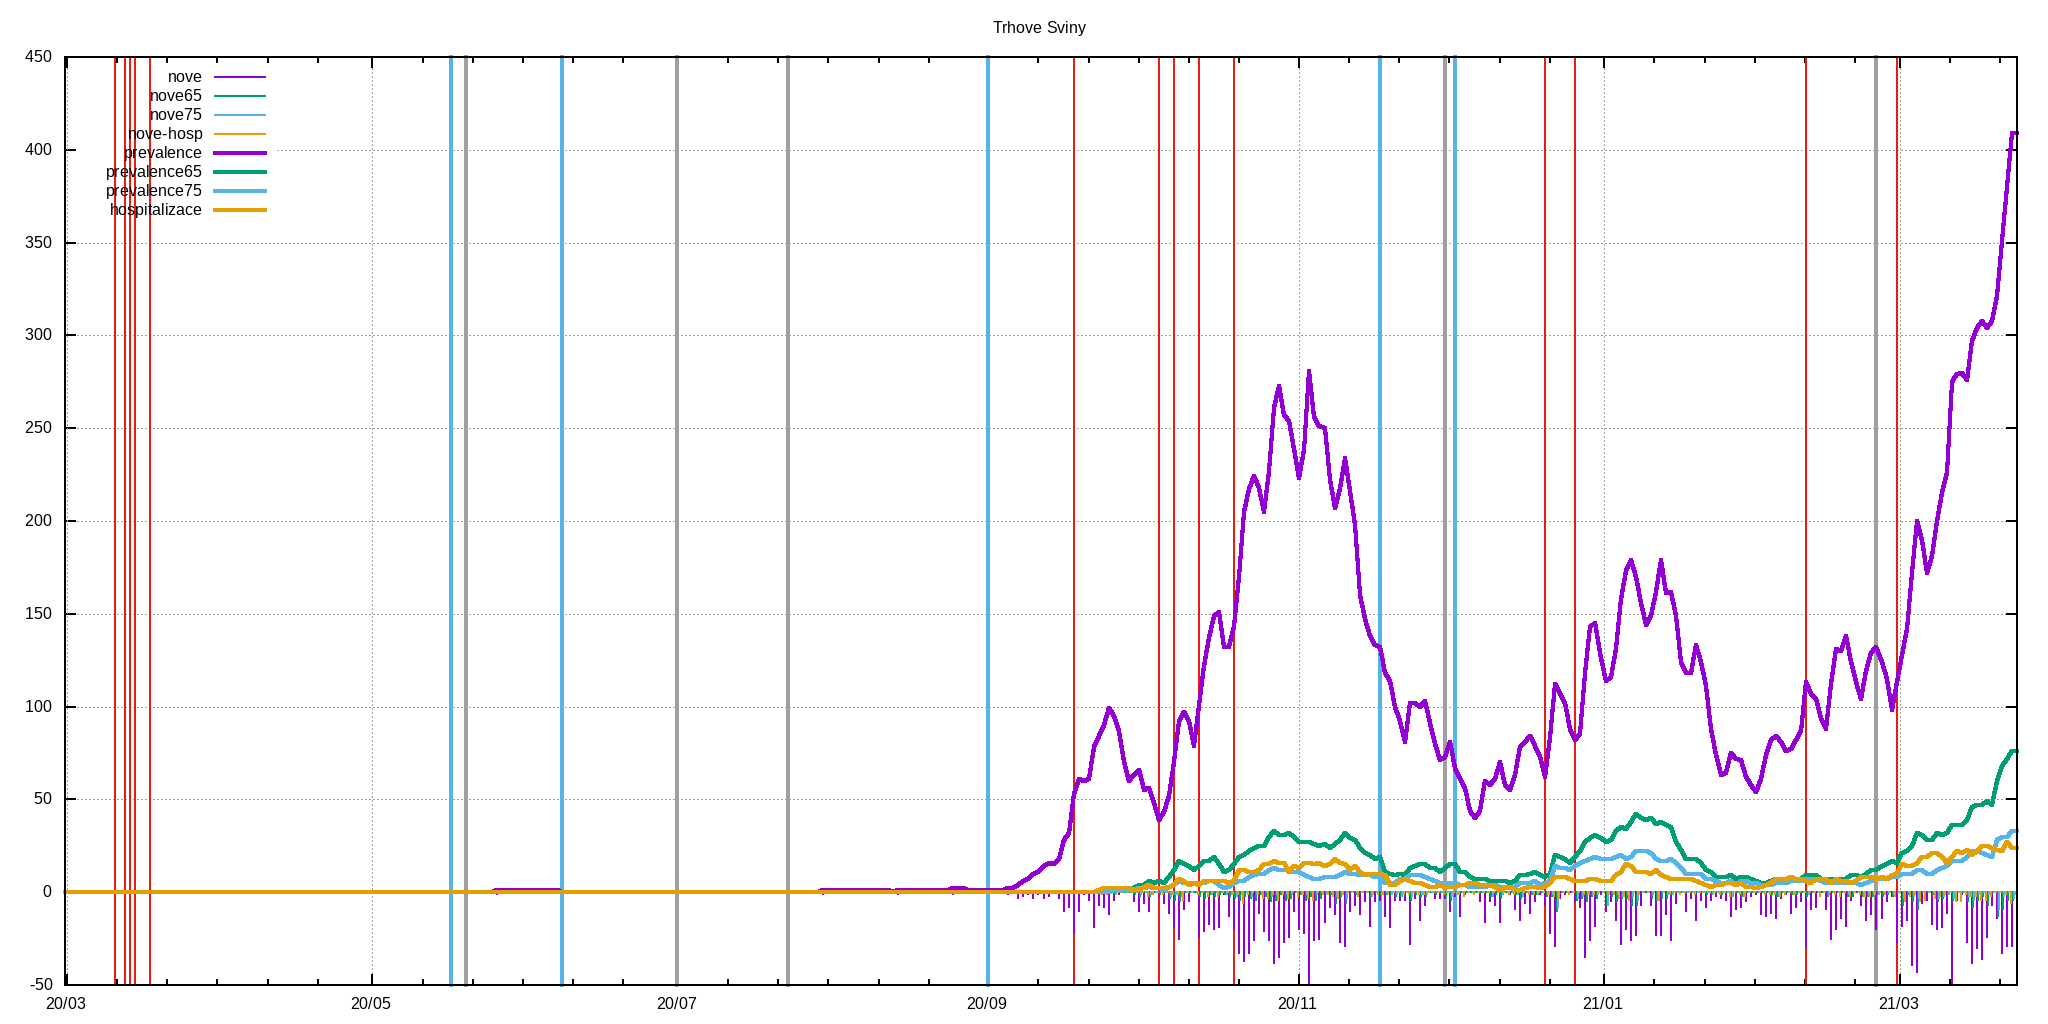 Trhove Sviny
450
400
350
300
250
200
150
100
50
0
-50
nove
nove65
nove75
nove-hosp
prevalence
prevalence65
prevalence75
hospitalizace
20/03 20/05 20/07 20/09 20/11 21/01 21/03